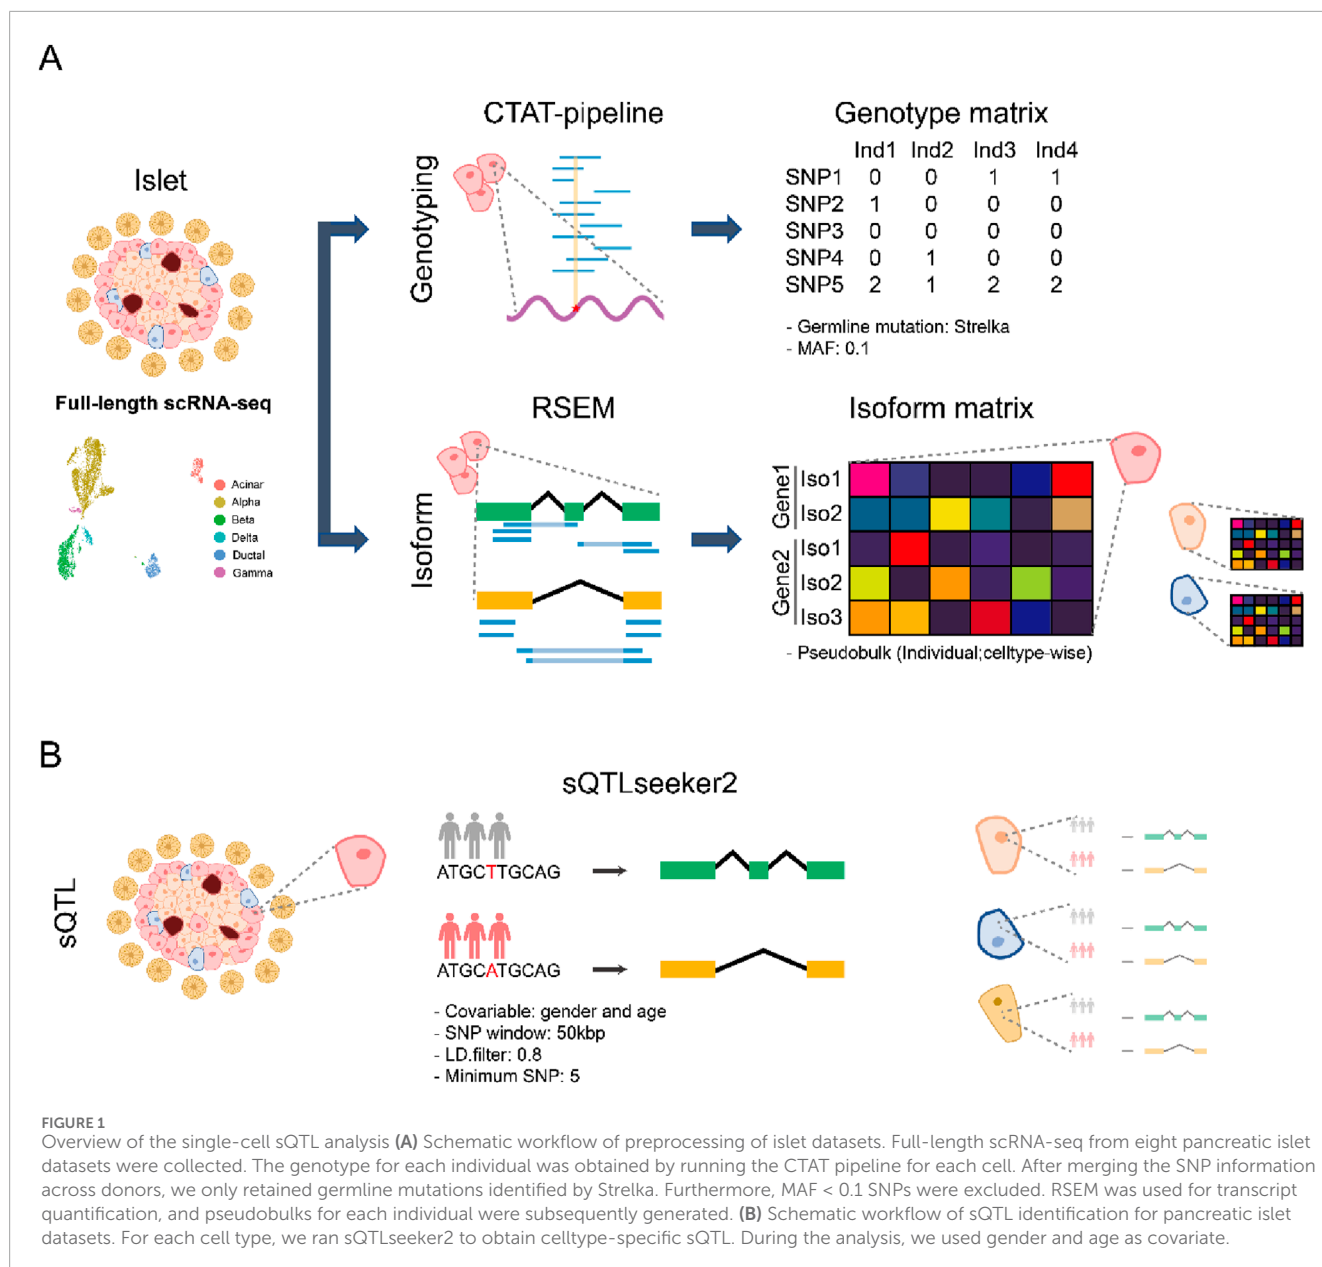 A
CTAT-pipeline
Genotype matrix
Islet
Genotyping
Ind1 Ind2 Ind3 Ind4
SNP1 0 0 1 1
SNP2 1 0 0 0
SNP3 0 0 0 0
SNP4 0 1 0 0
SNP5 2 1 2 2
- Germline mutation: Strelka
- MAF: 0.1
Full-length scRNA-seq
Acinar
Alpha
Beta
Delta
Ductal
Gamma
RSEM
Isoform matrix
Isoform
Gene1
Iso1
Iso2
Gene2
Iso1
Iso2
Iso3
- Pseudobulk (Individual;celltype-wise)
B
sQTLseeker2
sQTL
ATGCTTGCAG
ATGCATGCAG
- Covariable: gender and age
- SNP window: 50kbp
- LD.filter: 0.8
- Minimum SNP: 5
FIGURE 1
Overview of the single-cell sQTL analysis (A) Schematic workflow of preprocessing of islet datasets. Full-length scRNA-seq from eight pancreatic islet
datasets were collected. The genotype for each individual was obtained by running the CTAT pipeline for each cell. After merging the SNP information
across donors, we only retained germline mutations identified by Strelka. Furthermore, MAF < 0.1 SNPs were excluded. RSEM was used for transcript
quantification, and pseudobulks for each individual were subsequently generated. (B) Schematic workflow of sQTL identification for pancreatic islet
datasets. For each cell type, we ran sQTLseeker2 to obtain celltype-specific sQTL. During the analysis, we used gender and age as covariate.